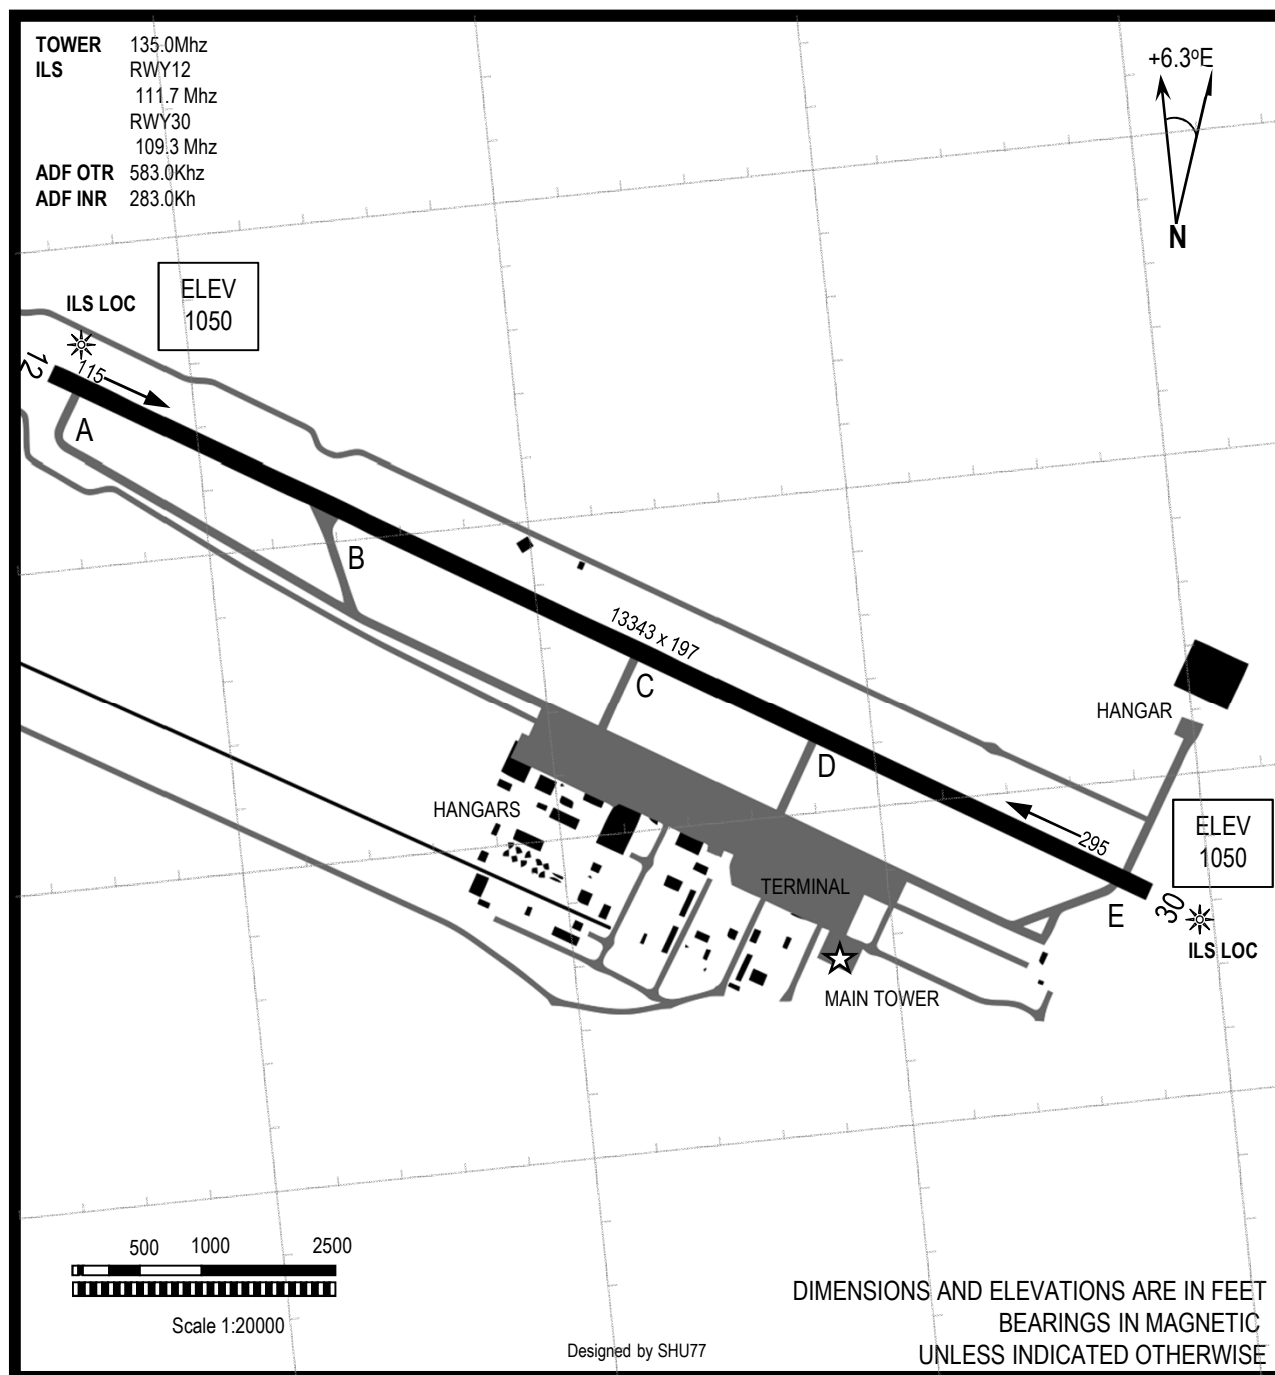 TOWER 135.0Mhz
ILS RWY12
111.7 Mhz
RWY30
109.3 Mhz
ADF OTR 583.0Khz
ADF INR 283.0Kh
+6.3ºE
N
ELEV
1050
ILS LOC
12
115
A
B
13343 x 197
C
HANGAR
D
HANGARS
295
ELEV
1050
TERMINAL
E
30
ILS LOC
MAIN TOWER
500 1000 2500
Scale 1:20000
Designed by SHU77
DIMENSIONS AND ELEVATIONS ARE IN FEET
BEARINGS IN MAGNETIC
UNLESS INDICATED OTHERWISE